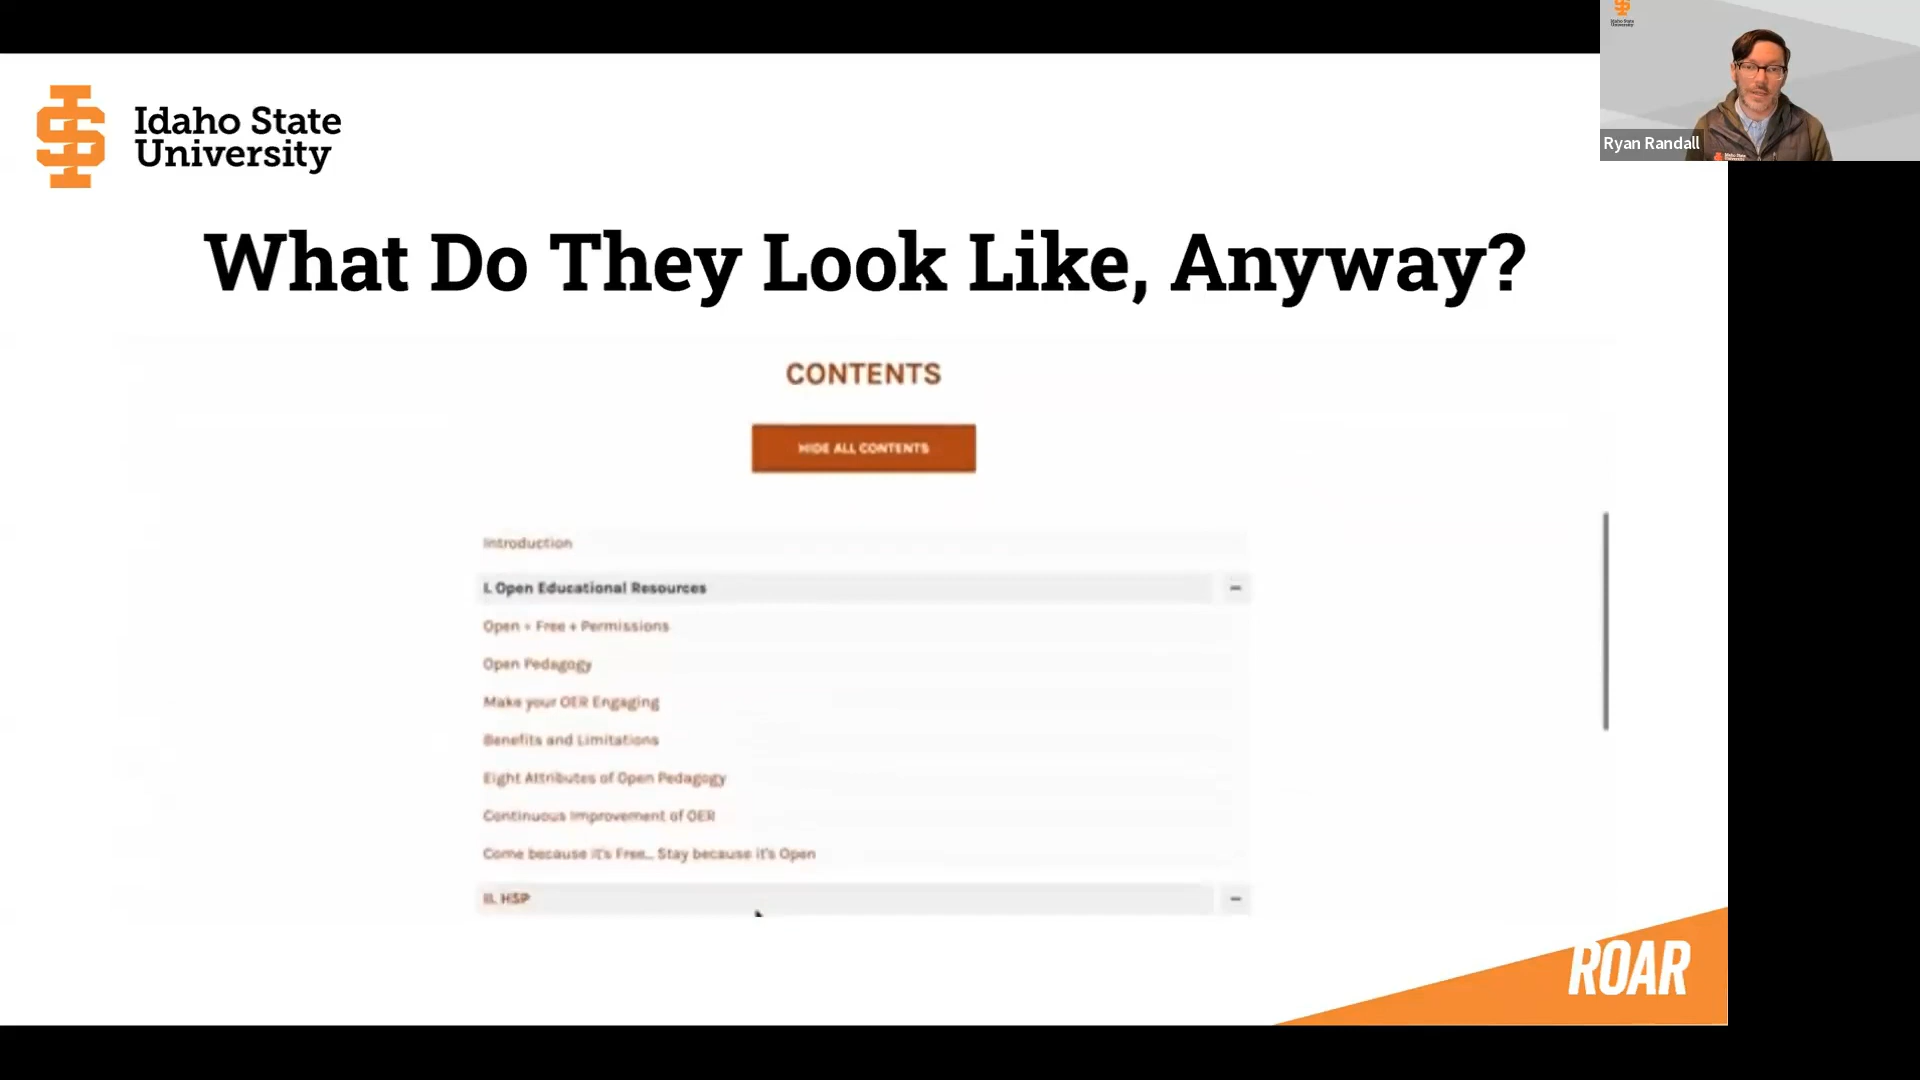 Idaho State
University
Ryan Randall
What Do They Look Like, Anyway?
CONTENTS
HIDE ALL CONTENTS
Introduction
I. Open Educational Resources
Open = Free + Permissions
Open Pedagogy
Make your OER Engaging
Benefits and Limitations
Eight Attributes of Open Pedagogy
Continuous Improvement of OER
Come because it's Free... Stay because it's Open
II. H5P
ROAR